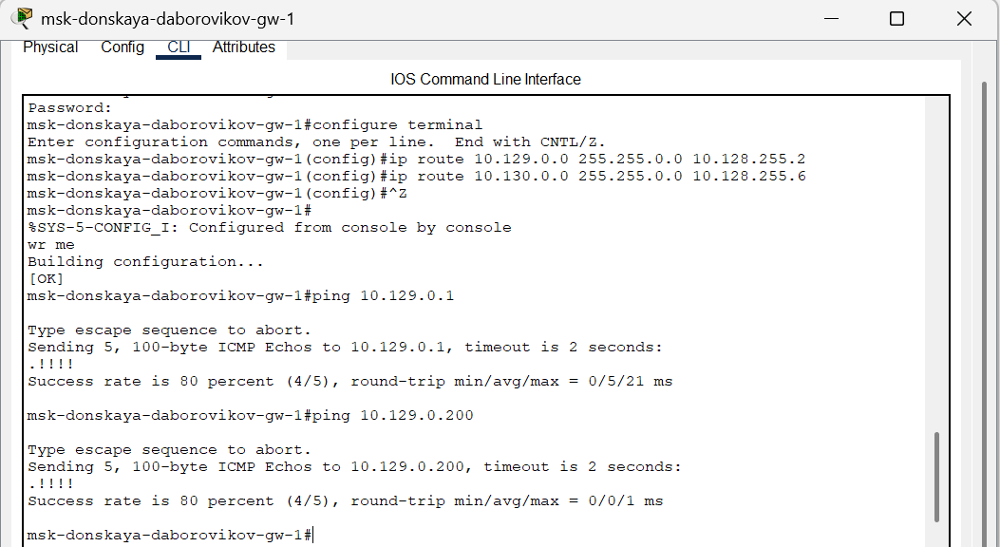 msk-donskaya-daborovikov-gw-1
Physical Config CLI Attributes
IOS Command Line Interface
Password:
msk-donskaya-daborovikov-gw-1#configure terminal
Enter configuration commands, one per line.  End with CNTL/Z.
msk-donskaya-daborovikov-gw-1(config)#ip route 10.129.0.0 255.255.0.0 10.128.255.2
msk-donskaya-daborovikov-gw-1(config)#ip route 10.130.0.0 255.255.0.0 10.128.255.6
msk-donskaya-daborovikov-gw-1(config)#^Z
msk-donskaya-daborovikov-gw-1#
%SYS-5-CONFIG_I: Configured from console by console
wr me
Building configuration...
[OK]
msk-donskaya-daborovikov-gw-1#ping 10.129.0.1
Type escape sequence to abort.
Sending 5, 100-byte ICMP Echos to 10.129.0.1, timeout is 2 seconds:
.!!!!
Success rate is 80 percent (4/5), round-trip min/avg/max = 0/5/21 ms
msk-donskaya-daborovikov-gw-1#ping 10.129.0.200
Type escape sequence to abort.
Sending 5, 100-byte ICMP Echos to 10.129.0.200, timeout is 2 seconds:
.!!!!
Success rate is 80 percent (4/5), round-trip min/avg/max = 0/0/1 ms
msk-donskaya-daborovikov-gw-1#